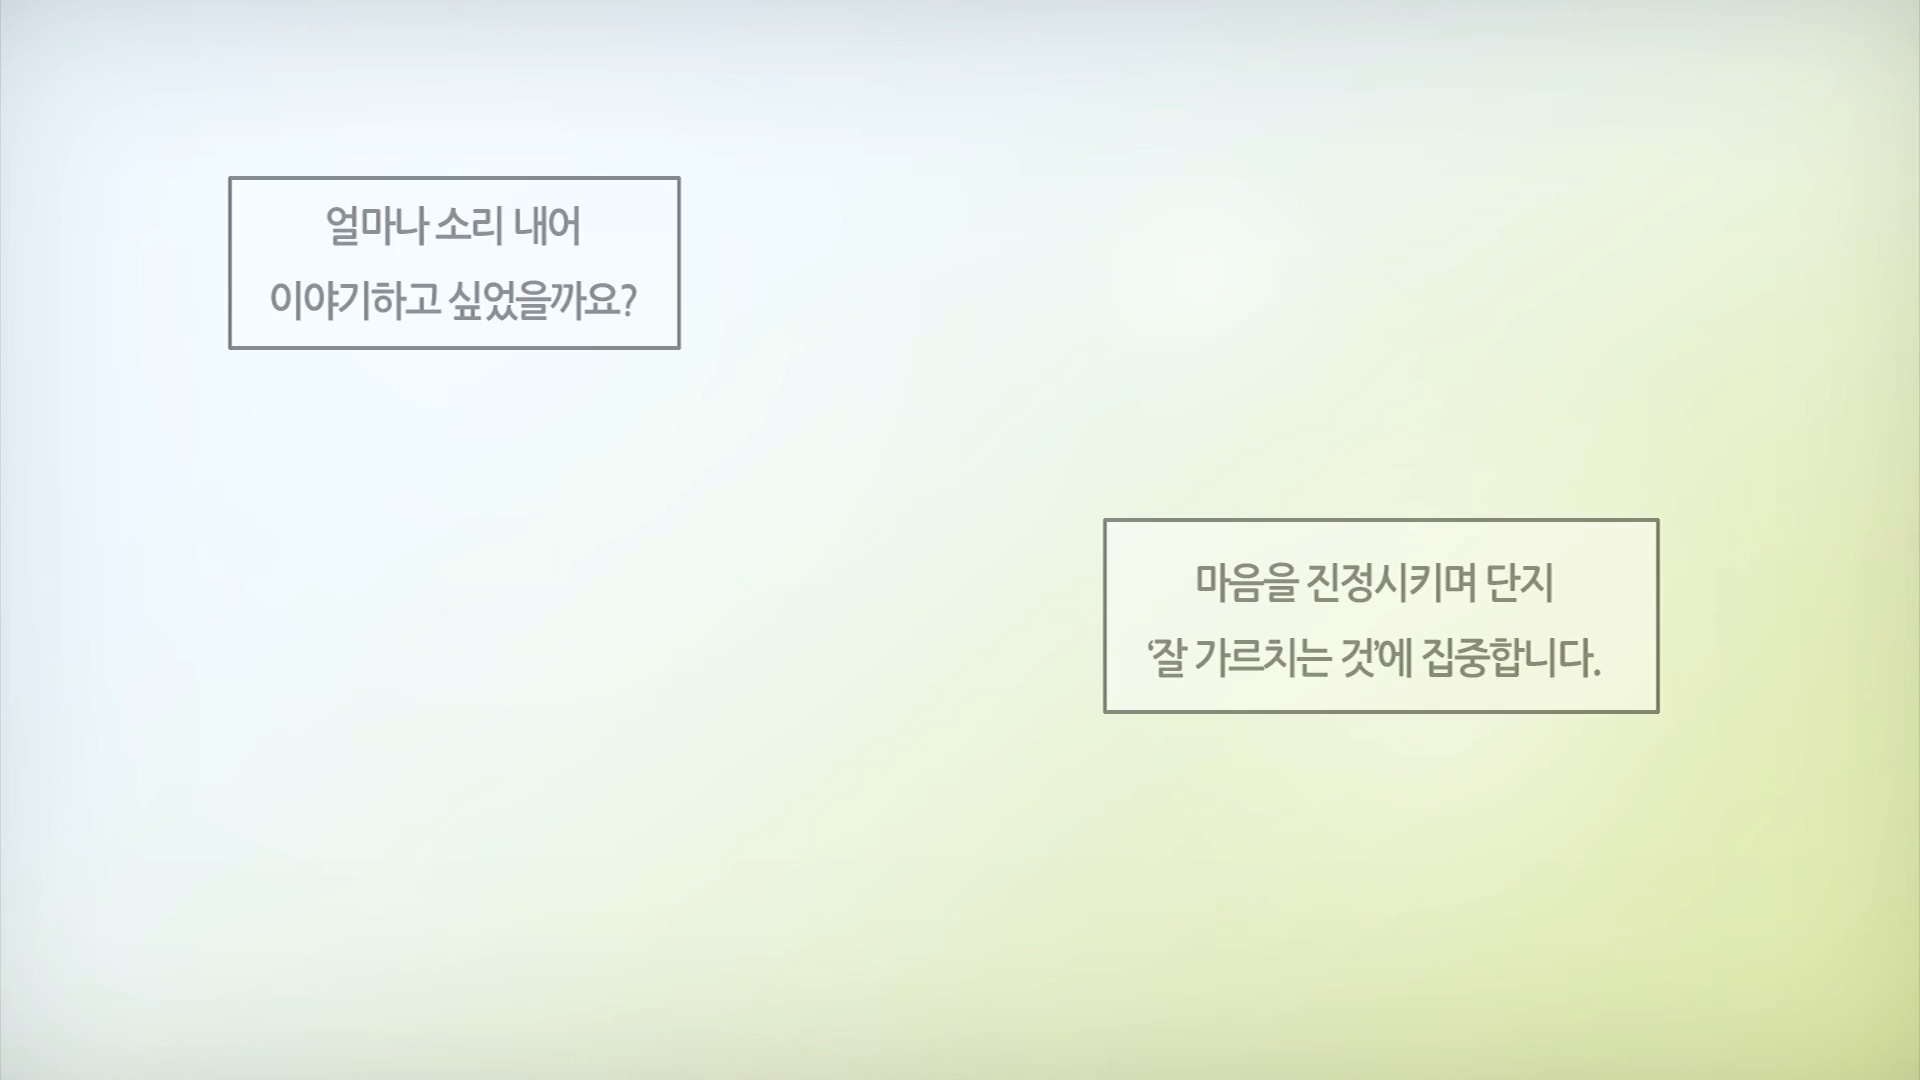 얼마나 소리 내어
이야기하고 싶었을까요?
마음을 진정시키며 단지
‘잘 가르치는 것’에 집중합니다.